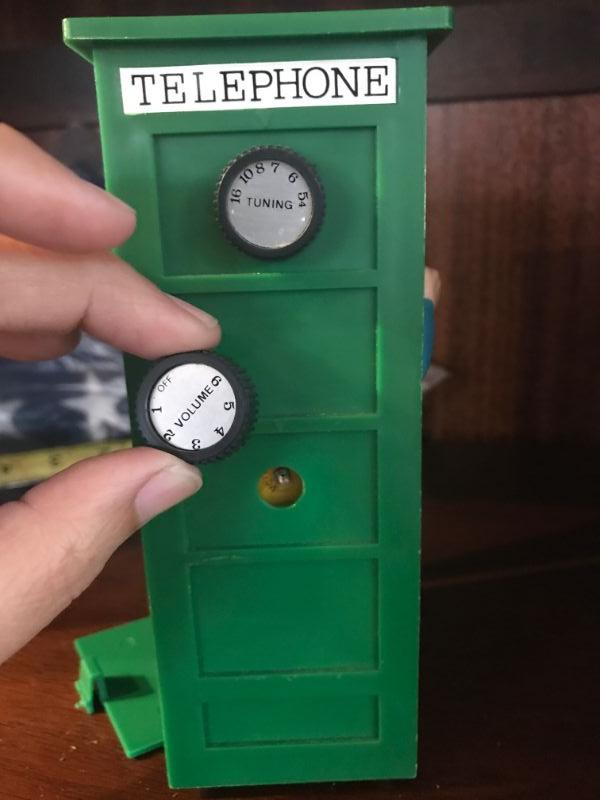 TELEPHONE
16 10 8 7 6 5 4
TUNING
OFF 1 2 3 4 5 6
VOLUME